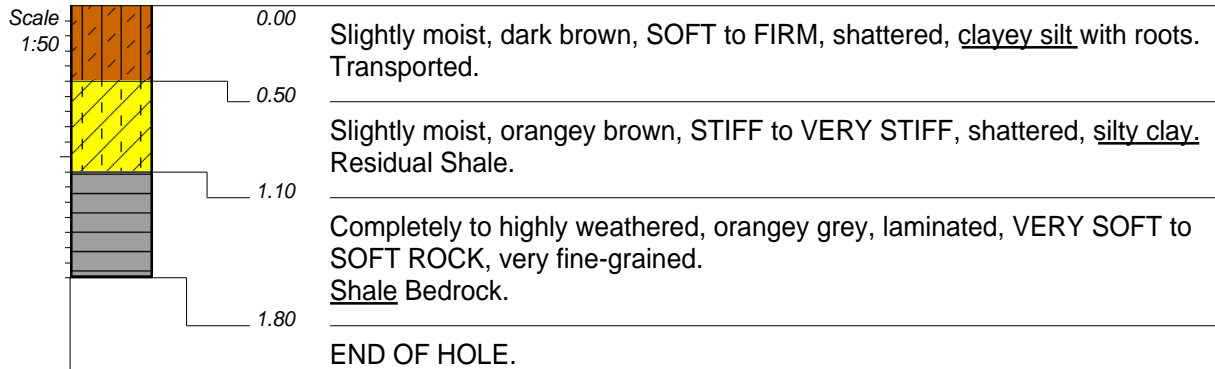 Scale
1:50
0.00
Slightly moist, dark brown, SOFT to FIRM, shattered, clayey silt with roots.
Transported.
0.50
Slightly moist, orangey brown, STIFF to VERY STIFF, shattered, silty clay.
Residual Shale.
1.10
Completely to highly weathered, orangey grey, laminated, VERY SOFT to
SOFT ROCK, very fine-grained.
Shale Bedrock.
1.80
END OF HOLE.